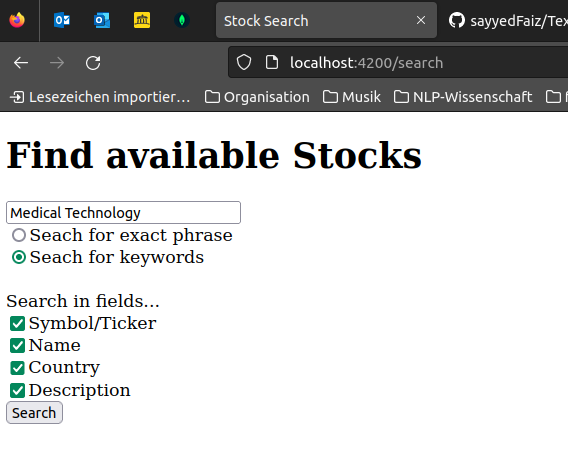 Stock Search
sayyedFaiz/Tex
localhost:4200/search
Lesezeichen importier… Organisation Musik NLP-Wissenschaft f
Find available Stocks
Medical Technology
Seach for exact phrase
Seach for keywords
Search in fields...
Symbol/Ticker
Name
Country
Description
Search